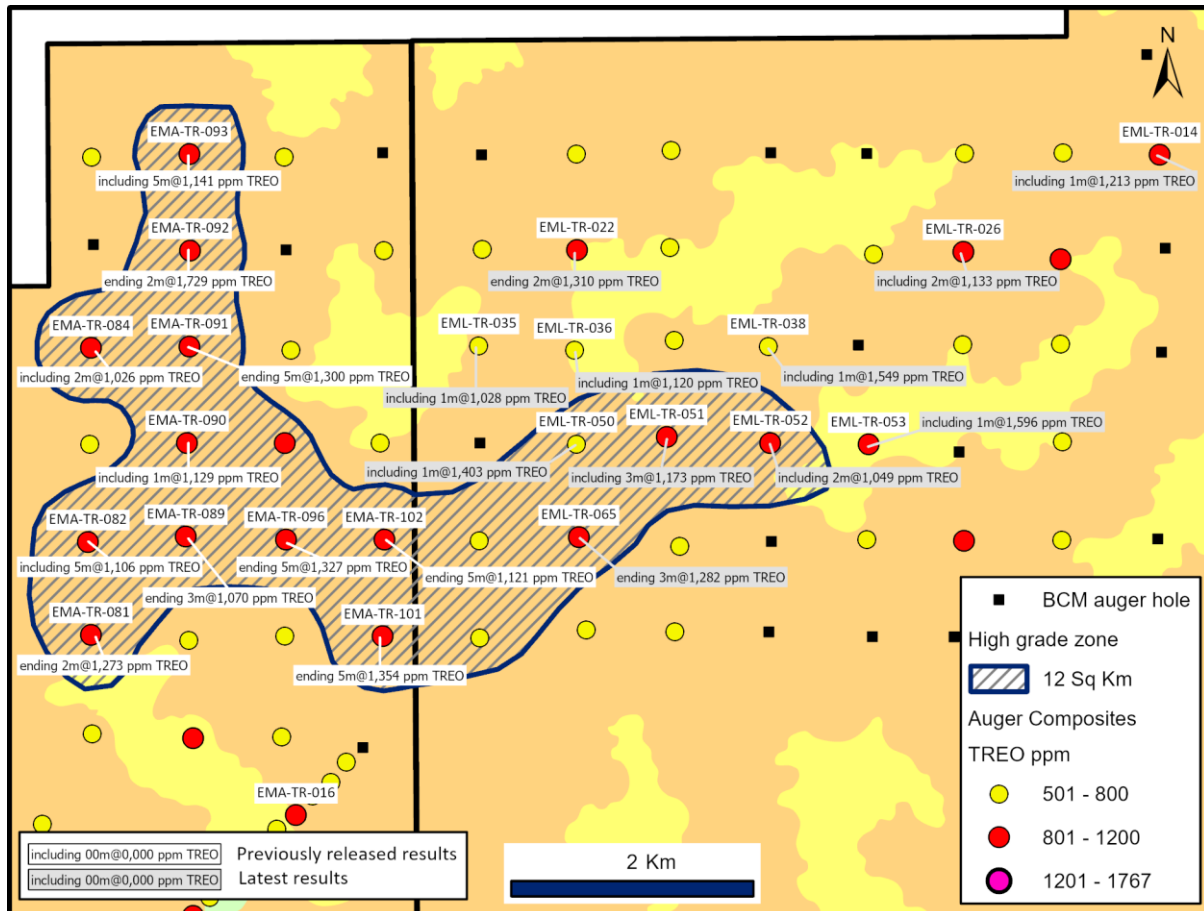 N
EMA-TR-093
EML-TR-014
including 5m@1,141 ppm TREO
including 1m@1,213 ppm TREO
EMA-TR-092
EML-TR-022
EML-TR-026
ending 2m@1,729 ppm TREO
ending 2m@1,310 ppm TREO
including 2m@1,133 ppm TREO
EMA-TR-084
EMA-TR-091
EML-TR-035
EML-TR-036
EML-TR-038
including 2m@1,026 ppm TREO
ending 5m@1,300 ppm TREO
including 1m@1,120 ppm TREO
including 1m@1,549 ppm TREO
including 1m@1,028 ppm TREO
EMA-TR-090
EML-TR-050
EML-TR-051
EML-TR-052
EML-TR-053
including 1m@1,596 ppm TREO
including 1m@1,129 ppm TREO
including 1m@1,403 ppm TREO
including 3m@1,173 ppm TREO
including 2m@1,049 ppm TREO
EMA-TR-082
EMA-TR-089
EMA-TR-096
EMA-TR-102
EML-TR-065
including 5m@1,106 ppm TREO
ending 5m@1,327 ppm TREO
ending 5m@1,121 ppm TREO
ending 3m@1,282 ppm TREO
ending 3m@1,070 ppm TREO
EMA-TR-081
EMA-TR-101
ending 2m@1,273 ppm TREO
ending 5m@1,354 ppm TREO
EMA-TR-016
including 00m@0,000 ppm TREO Previously released results
including 00m@0,000 ppm TREO Latest results
2 Km
BCM auger hole
High grade zone
12 Sq Km
Auger Composites
TREO ppm
501 - 800
801 - 1200
1201 - 1767